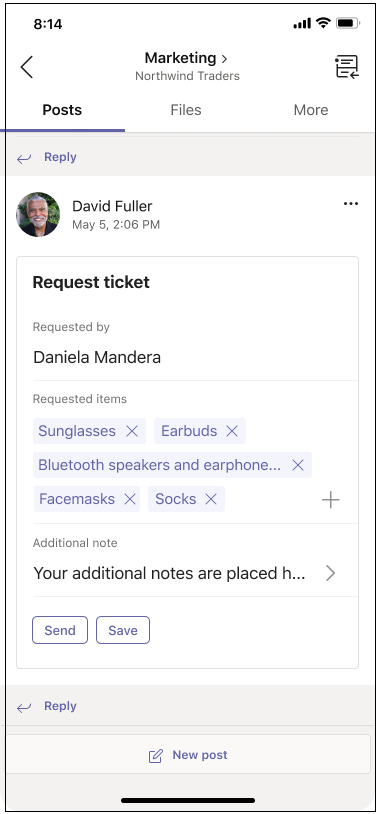 8:14
Marketing >
Northwind Traders
Posts Files More
Reply
David Fuller
May 5, 2:06 PM
Request ticket
Requested by
Daniela Mandera
Requested items
Sunglasses Earbuds
Bluetooth speakers and earphone...
Facemasks Socks
Additional note
Your additional notes are placed h...
Send Save
Reply
New post